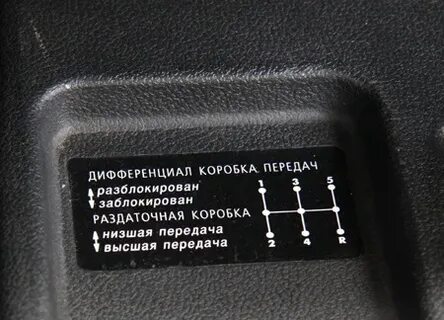 ДИФФЕРЕНЦИАЛ КОРОБКА ПЕРЕДАЧ
разблокирован
заблокирован
РАЗДАТОЧНАЯ КОРОБКА
низшая передача
высшая передача
1 3 5
2 4 R